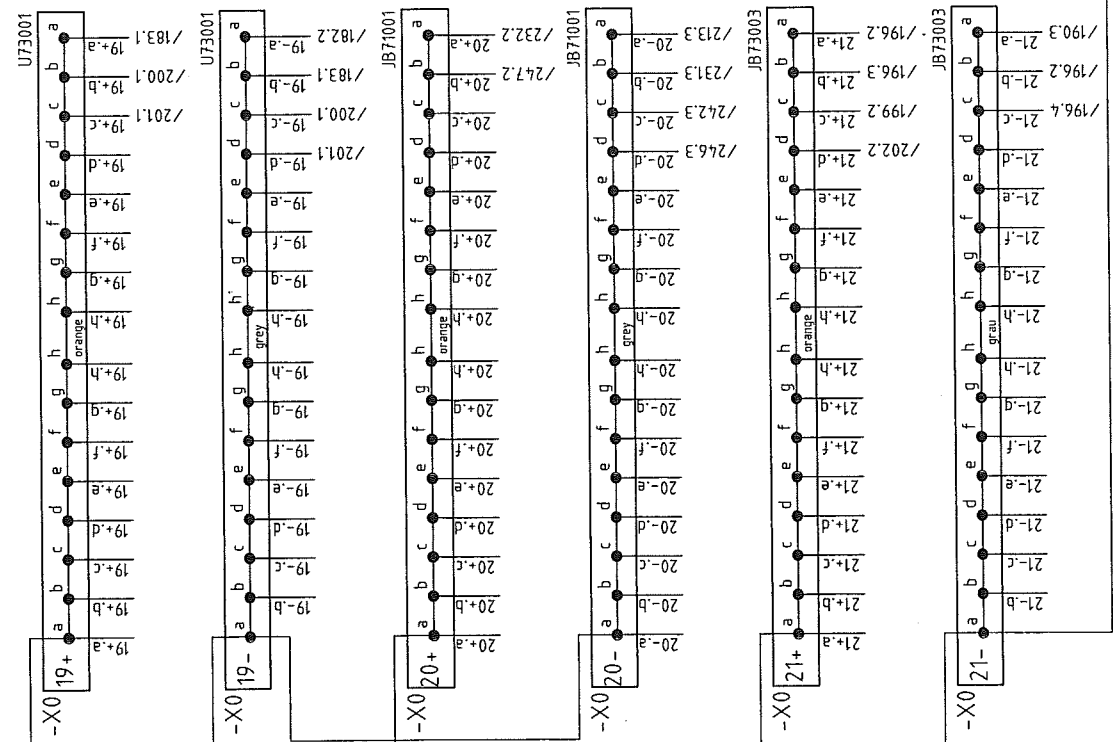 U73001
a 19+.a /183.1
b 19+.b /200.1
c 19+.c /201.1
d 19+.d
e 19+.e
f 19+.f
g 19+.g
h 19+.h
orange
h 19+.h
g 19+.g
f 19+.f
e 19+.e
d 19+.d
c 19+.c
b 19+.b
a 19+.a
-X0 19+
U73001
a 19-.a /182.2
b 19-.b /183.1
c 19-.c /200.1
d 19-.d /201.1
e 19-.e
f 19-.f
g 19-.g
h 19-.h
grey
h 19-.h
g 19-.g
f 19-.f
e 19-.e
d 19-.d
c 19-.c
b 19-.b
a
-X0 19-
JB71001
a 20+.a /232.2
b 20+.b /247.2
c 20+.c
d 20+.d
e 20+.e
f 20+.f
g 20+.g
h 20+.h
orange
h 20+.h
g 20+.g
f 20+.f
e 20+.e
d 20+.d
c 20+.c
b 20+.b
a 20+.a
-X0 20+
JB71001
a 20-.a /213.3
b 20-.b /231.3
c 20-.c /242.3
d 20-.d /246.3
e 20-.e
f 20-.f
g 20-.g
h 20-.h
grey
h 20-.h
g 20-.g
f 20-.f
e 20-.e
d 20-.d
c 20-.c
b 20-.b
a 20-.a
-X0 20-
JB73003
a 21+.a /196.2
b 21+.b /196.3
c 21+.c /199.2
d 21+.d /202.2
e 21+.e
f 21+.f
g 21+.g
h 21+.h
orange
h 21+.h
g 21+.g
f 21+.f
e 21+.e
d 21+.d
c 21+.c
b 21+.b
a 21+.a
-X0 21+
JB73003
a 21-.a /190.3
b 21-.b /196.2
c 21-.c /196.4
d 21-.d
e 21-.e
f 21-.f
g 21-.g
h 21-.h
grau
h 21-.h
g 21-.g
f 21-.f
e 21-.e
d 21-.d
c 21-.c
b 21-.b
a
-X0 21-